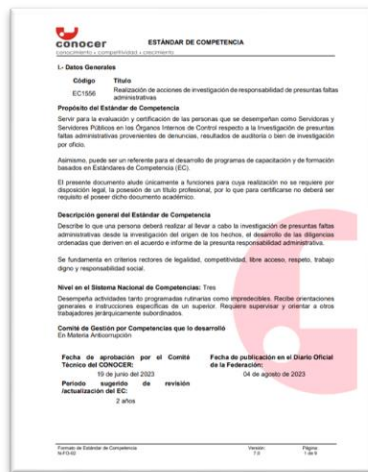 conocer
conocimiento • competitividad • crecimiento
ESTÁNDAR DE COMPETENCIA
I.- Datos Generales
Código Título
EC1556 Realización de acciones de investigación de responsabilidad de presuntas faltas
administrativas
Propósito del Estándar de Competencia
Servir para la evaluación y certificación de las personas que se desempeñan como Servidoras y
Servidores Públicos en los Órganos Internos de Control respecto a la Investigación de presuntas
faltas administrativas provenientes de denuncias, resultados de auditoría o bien de investigación
por oficio.
Asimismo, puede ser un referente para el desarrollo de programas de capacitación y de formación
basados en Estándares de Competencia (EC).
El presente documento alude únicamente a funciones para cuya realización no se requiere por
disposición legal, la posesión de un título profesional, por lo que para certificarse no deberá ser
requisito el poseer dicho documento académico.
Descripción general del Estándar de Competencia
Describe lo que una persona deberá realizar al llevar a cabo la investigación de presuntas faltas
administrativas desde la investigación del origen de los hechos, el desarrollo de las diligencias
ordenadas que deriven en el acuerdo e informe de la presunta responsabilidad administrativa.
Se fundamenta en criterios rectores de legalidad, competitividad, libre acceso, respeto, trabajo
digno y responsabilidad social.
Nivel en el Sistema Nacional de Competencias: Tres
Desempeña actividades tanto programadas rutinarias como impredecibles. Recibe orientaciones
generales e instrucciones específicas de un superior. Requiere supervisar y orientar a otros
trabajadores jerárquicamente subordinados.
Comité de Gestión por Competencias que lo desarrolló
En Materia Anticorrupción
Fecha de aprobación por el Comité
Técnico del CONOCER:
19 de junio del 2023
Periodo sugerido de revisión
/actualización del EC:
2 años
Fecha de publicación en el Diario Oficial
de la Federación:
04 de agosto de 2023
Formato de Estándar de Competencia
N-FO-02
Versión:
7.0
Página:
1 de 9